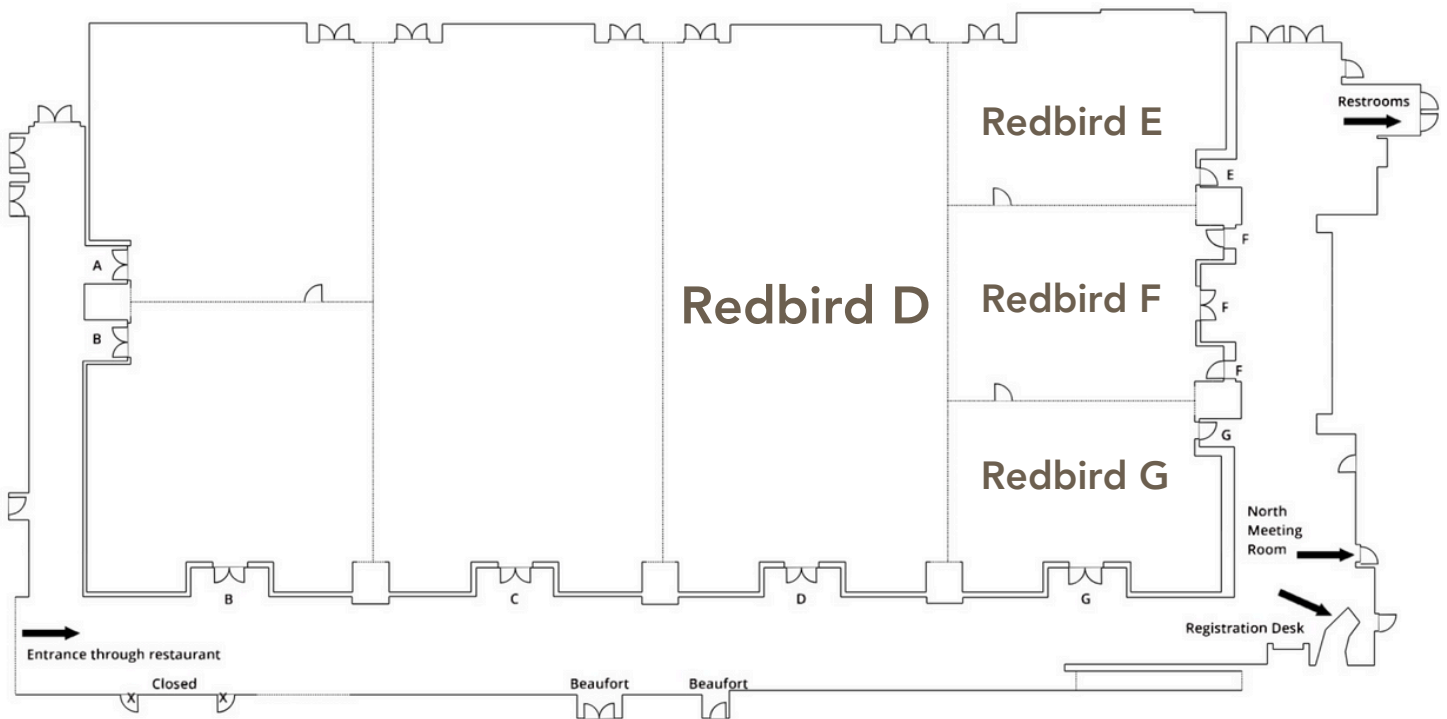 Restrooms
Redbird E
E
F
A
Redbird D
Redbird F
F
B
F
G
Redbird G
North
Meeting
Room
B
C
D
G
Registration Desk
Entrance through restaurant
Closed
Beaufort
Beaufort
X
X